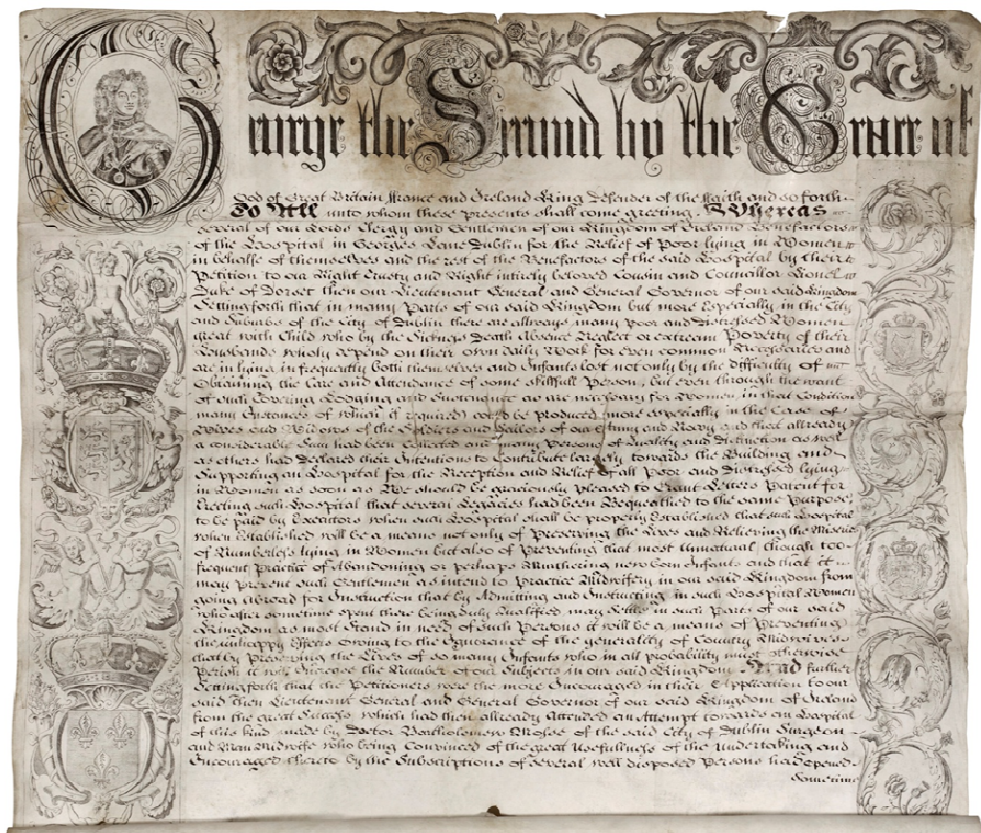 George the Second by the Grace of
God of Great Britain France and Ireland King Defender of the Faith and so forth
To All unto whom these presents shall come greeting. Whereas
several of our Lords Clergy and Gentlemen of our Kingdom of Ireland Benefactors
of the Hospital in Georges Lane Dublin for the Relief of Poor lying in Women
in behalfe of themselves and the rest of the Benefactors of the said Hospital by their
Petition to our Right Trusty and Right intirely beloved Cousin and Councillor Lionel
Duke of Dorset then our Lieutenant General and General Governor of our said Kingdom
Settingforth that in many Parts of our said Kingdom but more Especially in the City
and Suburbs of the City of Dublin there are allways many poor and distressed Women
great with Child who by the Sickness Death Absence Neglect or extream Poverty of their
Husbands wholy depend on their own daily Work for even common Necessaries and
are in lying in frequently both themselves and Infants lost not only by the difficulty of
Obtaining the Care and Attendance of some skillfull Person, but even through the want
of such Covering Lodging and Sustenance as are necessary for Women in that Condition
many Instances of which (if required) could be produced more especially in the Case of
Wives and Widows of the Soldiers and Sailors of our Army and Navy and that allready
a considerable Sum had been Collected and many Persons of Quality and distinction as well
as others had declared their Intentions to Contribute largely towards the Building and
Supporting an Hospital for the Reception and Relief of all Poor and distressed lying
in Women as soon as We should be graciously pleased to Grant Letters Patent for
Erecting such Hospital that several Legacies had been Bequeathed to the same Purpose
to be paid by Executors when such Hospital shall be properly Established that such Hospital
when Established will be a means not only of Preserving the Lives and Relieving the Miseries
of Numberless lying in Women but also of Preventing that most Unnatural, though too
frequent Practice of Abandoning or perhaps Murthering new born Infants and that it
may prevent such Gentlemen as intend to Practice Midwifery in our said Kingdom from
going abroad for Instruction that by Admitting and Instructing in such Hospital Women
who after sometime spent there being duly Qualified may Settle in such Parts of our said
Kingdom as most stand in need of such Persons it will be a means of Preventing
the unhappy Effects owing to the Ignorance of the generality of Country Midwives
that by Preserving the Lives of so many Infants who in all probability must otherwise
Perish it will Encrease the Number of our Subjects in our said Kingdom And further
Settingforth that the Petitioners were the more Encouraged in their Application to our
said then Lieutenant General and General Governor of our said Kingdom of Ireland
from the great Success which had then allready attended an Attempt towards an Hospital
of this kind made by Doctor Bartholomew Mosse of the said City of Dublin Surgeon
and Man Midwife who being Convinced of the great Usefullness of the undertaking and
Encouraged thereto by the Subscriptions of Several well disposed Persons had opened
Sometime